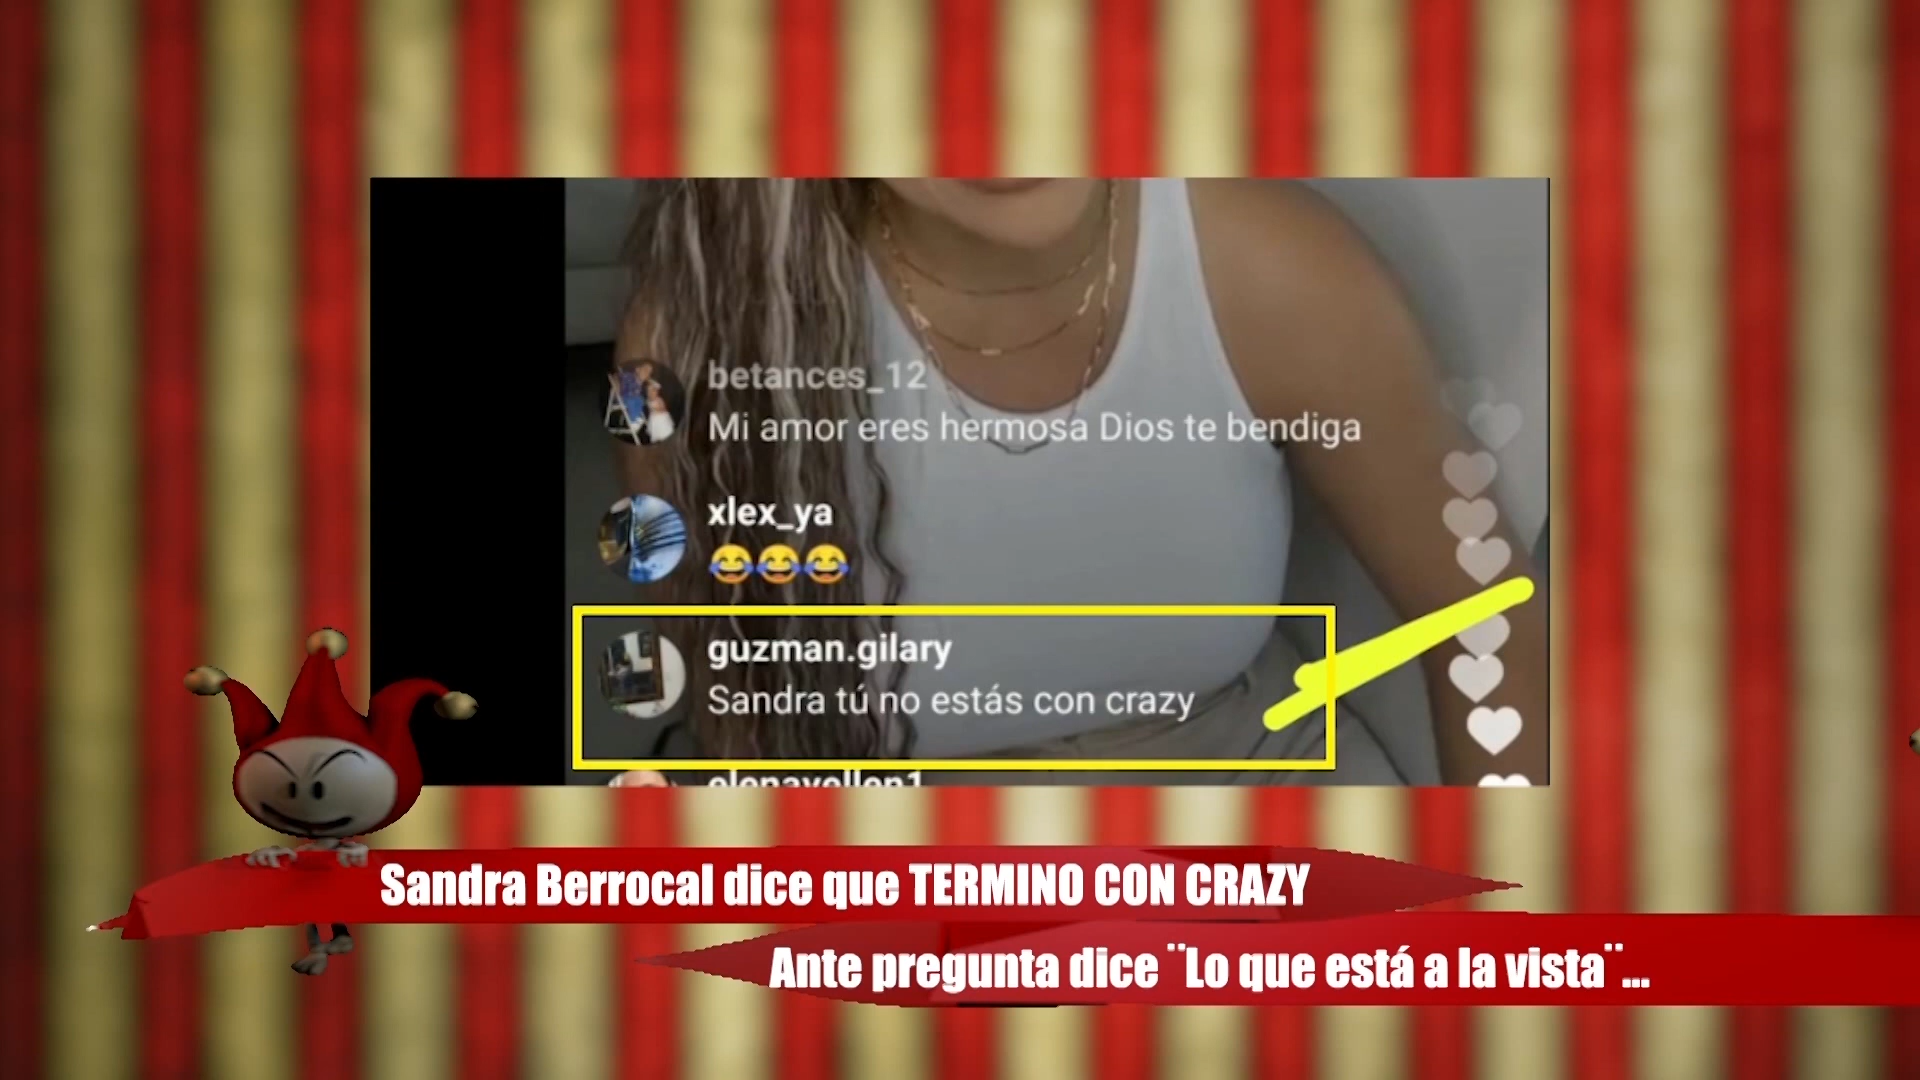 betances_12
Mi amor eres hermosa Dios te bendiga
xlex_ya
😂😂😂
guzman.gilary
Sandra tú no estás con crazy
elenavellen1
Sandra Berrocal dice que TERMINO CON CRAZY
Ante pregunta dice ¨Lo que está a la vista¨...